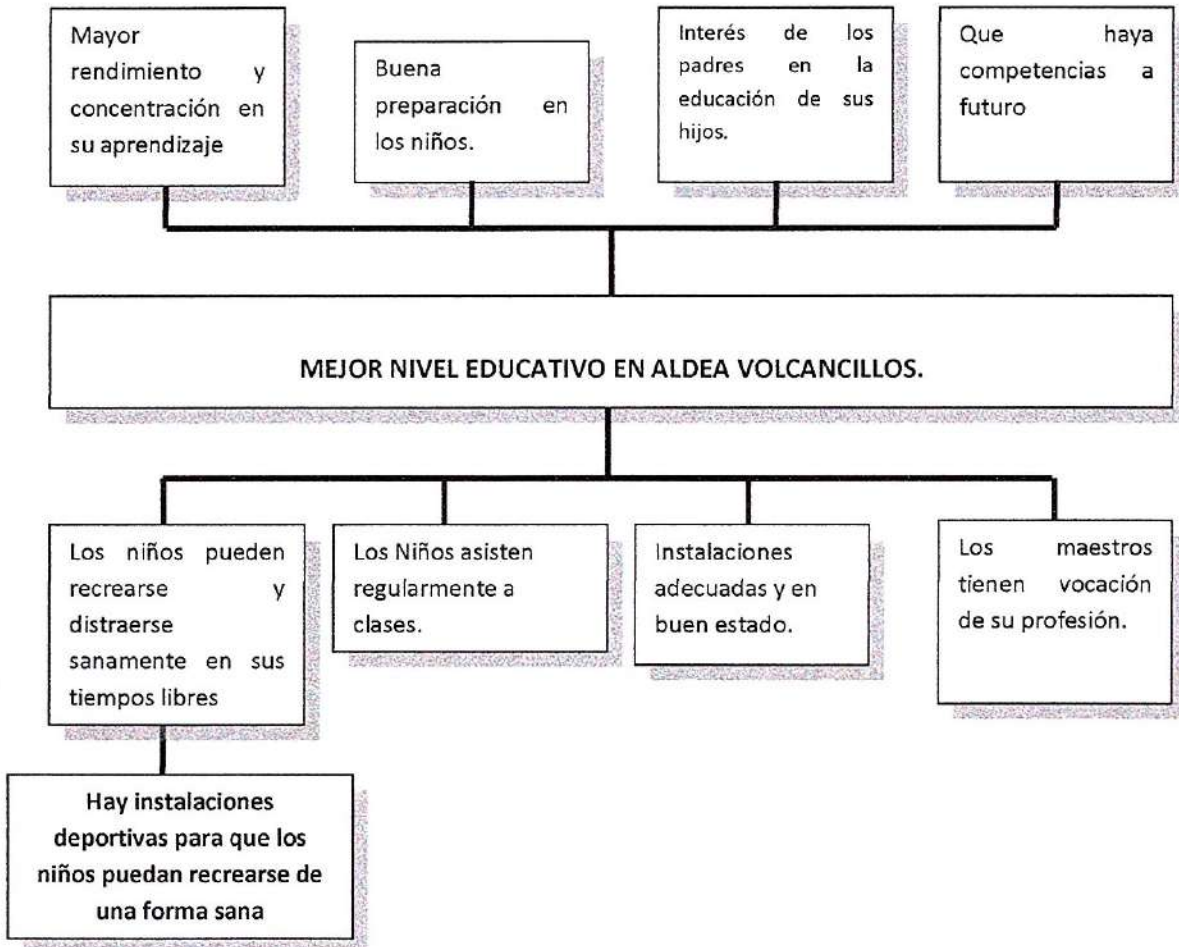 Mayor
rendimiento y
concentración en
su aprendizaje
Buena
preparación en
los niños.
Interés de los
padres en la
educación de sus
hijos.
Que haya
competencias a
futuro
MEJOR NIVEL EDUCATIVO EN ALDEA VOLCANCILLOS.
Los niños pueden
recrearse y
distraerse
sanamente en sus
tiempos libres
Los Niños asisten
regularmente a
clases.
Instalaciones
adecuadas y en
buen estado.
Los maestros
tienen vocación
de su profesión.
Hay instalaciones
deportivas para que los
niños puedan recrearse de
una forma sana